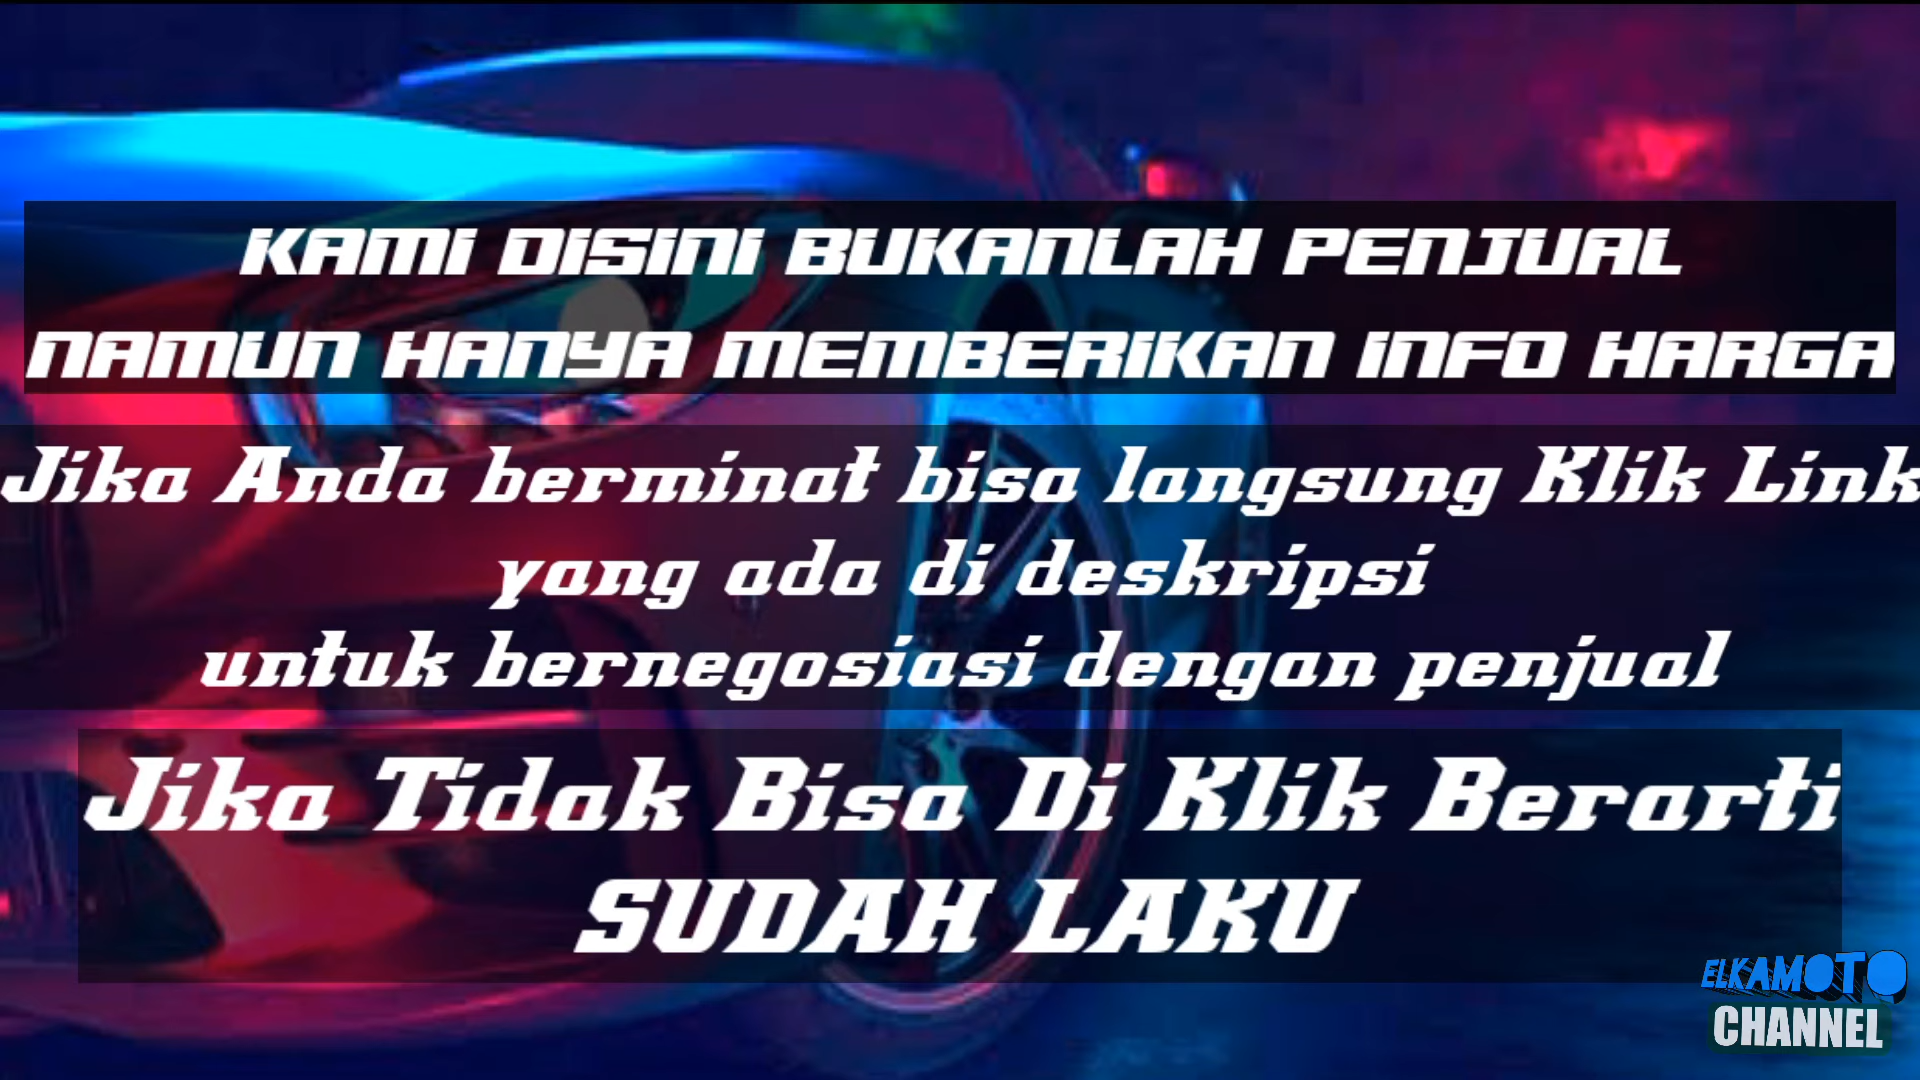 KAMI DISINI BUKANLAH PENJUAL
NAMUN HANYA MEMBERIKAN INFO HARGA
Jika Anda berminat bisa langsung Klik Link
yang ada di deskripsi
untuk bernegosiasi dengan penjual
Jika Tidak Bisa Di Klik Berarti
SUDAH LAKU
ELKAMOTO
CHANNEL